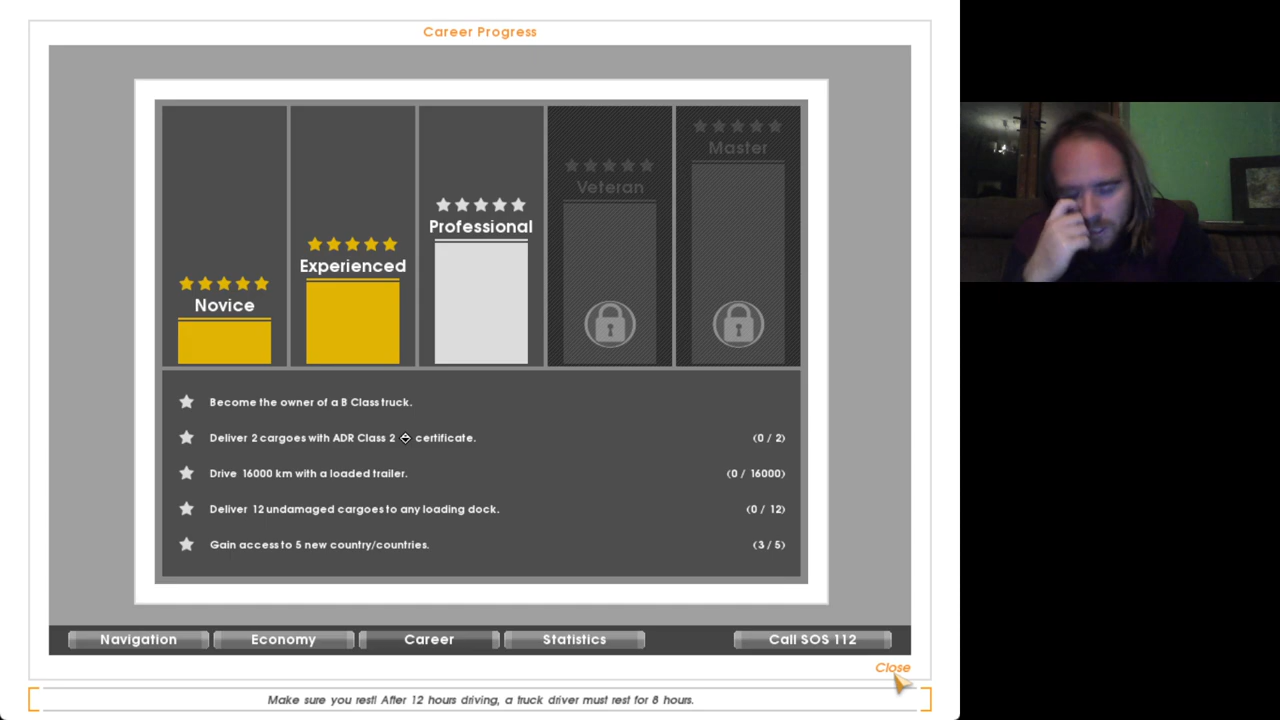 Career Progress
Master
Veteran
Professional
Experienced
Novice
Become the owner of a B Class truck.
Deliver 2 cargoes with ADR Class 2 certificate. (0 / 2)
Drive 16000 km with a loaded trailer. (0 / 16000)
Deliver 12 undamaged cargoes to any loading dock. (0 / 12)
Gain access to 5 new country/countries. (3 / 5)
Navigation Economy Career Statistics Call SOS 112
Close
Make sure you rest! After 12 hours driving, a truck driver must rest for 8 hours.